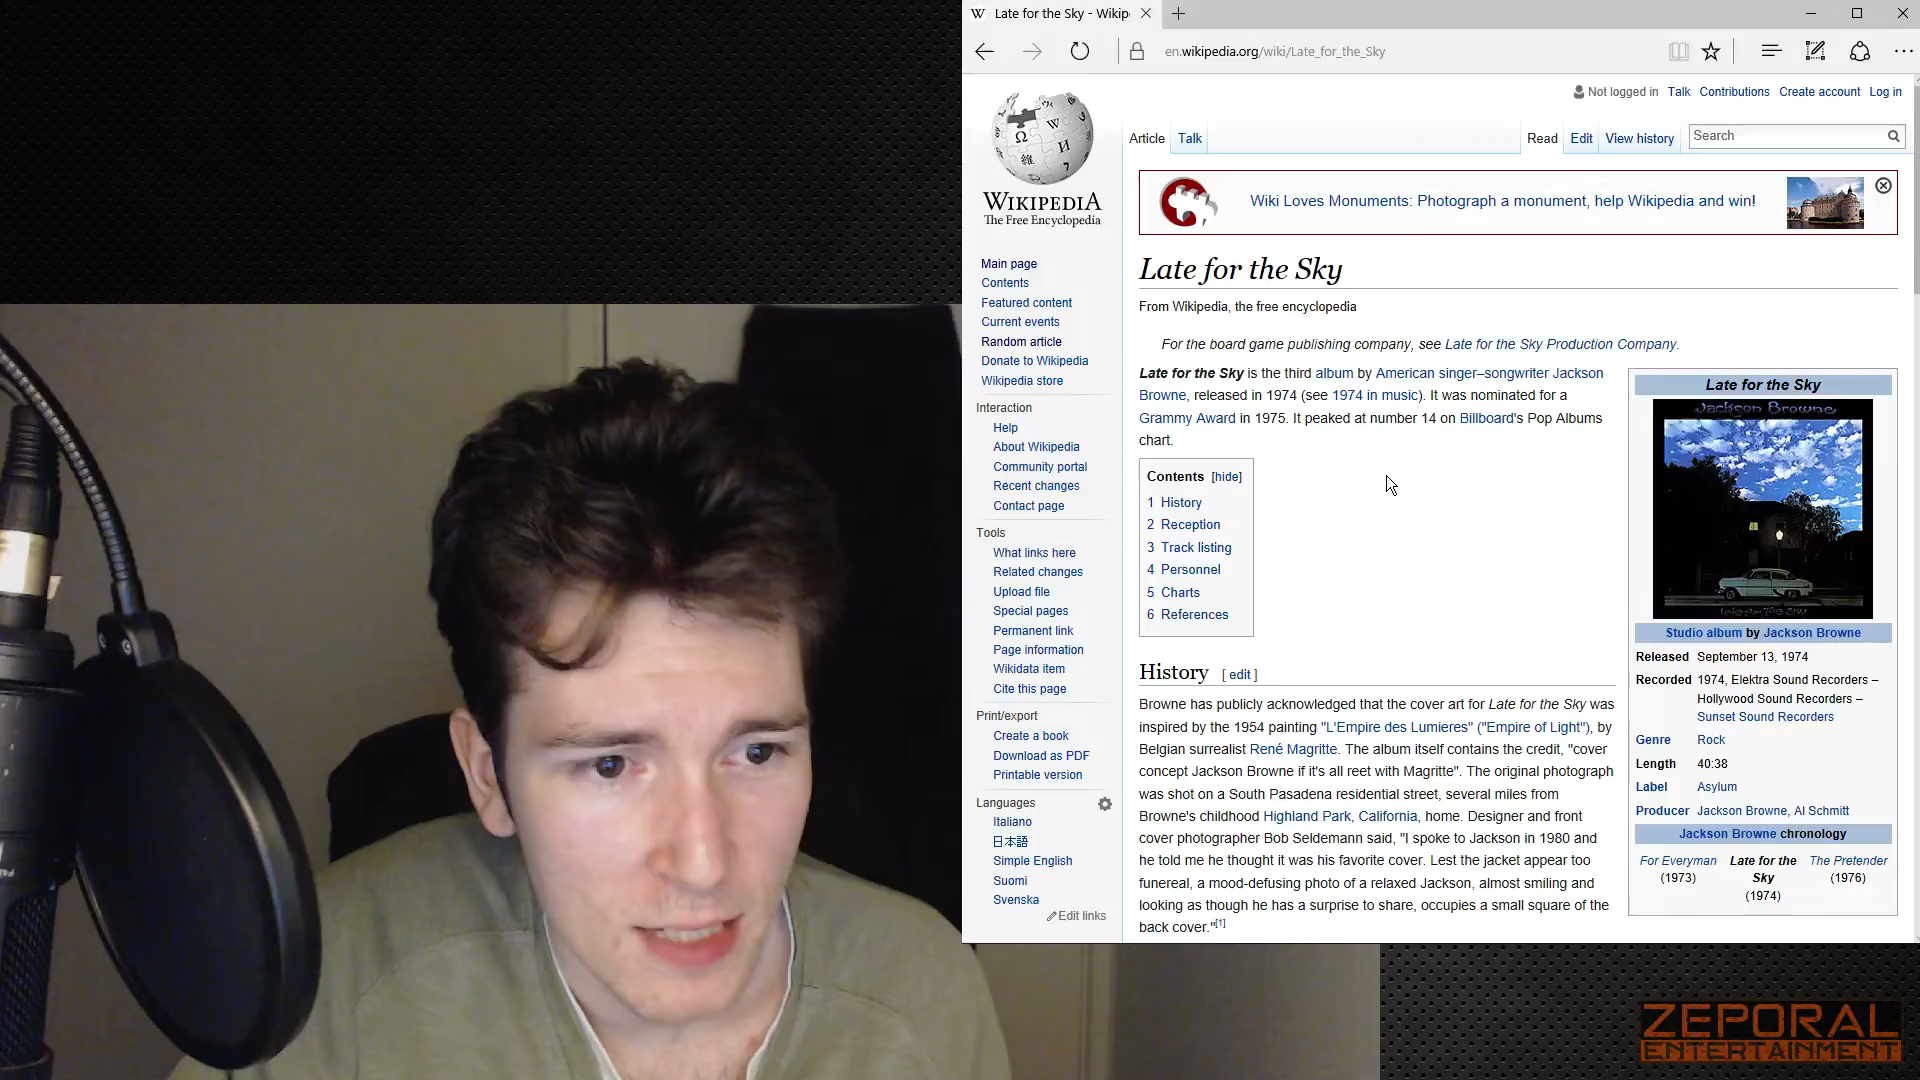 Late for the Sky - Wikip
en.wikipedia.org/wiki/Late_for_the_Sky
Not logged in Talk Contributions Create account Log in
Article Talk Read Edit View history Search
WIKIPEDIA
The Free Encyclopedia
Main page
Contents
Featured content
Current events
Random article
Donate to Wikipedia
Wikipedia store
Interaction
Help
About Wikipedia
Community portal
Recent changes
Contact page
Tools
What links here
Related changes
Upload file
Special pages
Permanent link
Page information
Wikidata item
Cite this page
Print/export
Create a book
Download as PDF
Printable version
Languages
Italiano
日本語
Simple English
Suomi
Svenska
Edit links
Wiki Loves Monuments: Photograph a monument, help Wikipedia and win!
Late for the Sky
From Wikipedia, the free encyclopedia
For the board game publishing company, see Late for the Sky Production Company.
Late for the Sky is the third album by American singer–songwriter Jackson
Browne, released in 1974 (see 1974 in music). It was nominated for a
Grammy Award in 1975. It peaked at number 14 on Billboard's Pop Albums
chart.
Contents [hide]
1 History
2 Reception
3 Track listing
4 Personnel
5 Charts
6 References
History [ edit ]
Browne has publicly acknowledged that the cover art for Late for the Sky was
inspired by the 1954 painting "L'Empire des Lumieres" ("Empire of Light"), by
Belgian surrealist René Magritte. The album itself contains the credit, "cover
concept Jackson Browne if it's all reet with Magritte". The original photograph
was shot on a South Pasadena residential street, several miles from
Browne's childhood Highland Park, California, home. Designer and front
cover photographer Bob Seldemann said, "I spoke to Jackson in 1980 and
he told me he thought it was his favorite cover. Lest the jacket appear too
funereal, a mood-defusing photo of a relaxed Jackson, almost smiling and
looking as though he has a surprise to share, occupies a small square of the
back cover."[1]
Late for the Sky
Jackson Browne
Late For The Sky
Studio album by Jackson Browne
Released September 13, 1974
Recorded 1974, Elektra Sound Recorders –
Hollywood Sound Recorders –
Sunset Sound Recorders
Genre Rock
Length 40:38
Label Asylum
Producer Jackson Browne, Al Schmitt
Jackson Browne chronology
For Everyman Late for the The Pretender
(1973) Sky (1976)
(1974)
ZEPORAL
ENTERTAINMENT